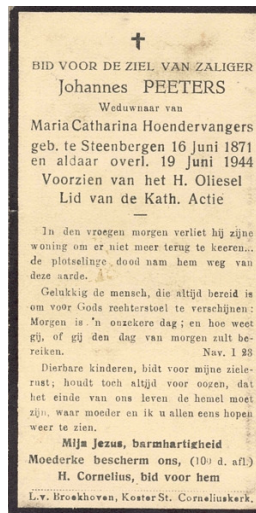 BID VOOR DE ZIEL VAN ZALIGER
Johannes PEETERS
Weduwnaar van
Maria Catharina Hoendervangers
geb. te Steenbergen 16 Juni 1871
en aldaar overl. 19 Juni 1944
Voorzien van het H. Oliesel
Lid van de Kath. Actie
In den vroegen morgen verliet hij zijne
woning om er niet meer terug te keeren...
de plotselinge dood nam hem weg van
deze aarde.
Gelukkig de mensch, die altijd bereid is
om voor Gods rechterstoel te verschijnen:
Morgen is 'n onzekere dag; en hoe weet
gij, of gij den dag van morgen zult be-
reiken. Nav. I 23
Dierbare kinderen, bidt voor mijne ziele-
rust; houdt toch altijd voor oogen, dat
het einde van ons leven de hemel moet
zijn, waar moeder en ik u allen eens hopen
weer te zien.
Mijn Jezus, barmhartigheid
Moederke bescherm ons, (100 d. afl.)
H. Cornelius, bid voor hem
L.v. Broekhoven, Koster St. Corneliuskerk.